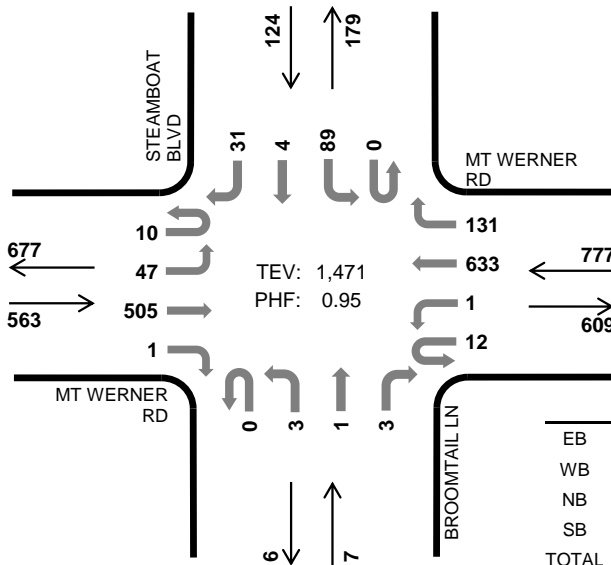 124
179
STEAMBOAT
BLVD
31
4
89
0
MT WERNER
RD
10
131
677
47
TEV: 1,471
633
777
563
505
PHF: 0.95
1
609
1
12
MT WERNER
RD
0
3
1
3
BROOMTAIL LN
EB
WB
NB
SB
TOTAL
6
7